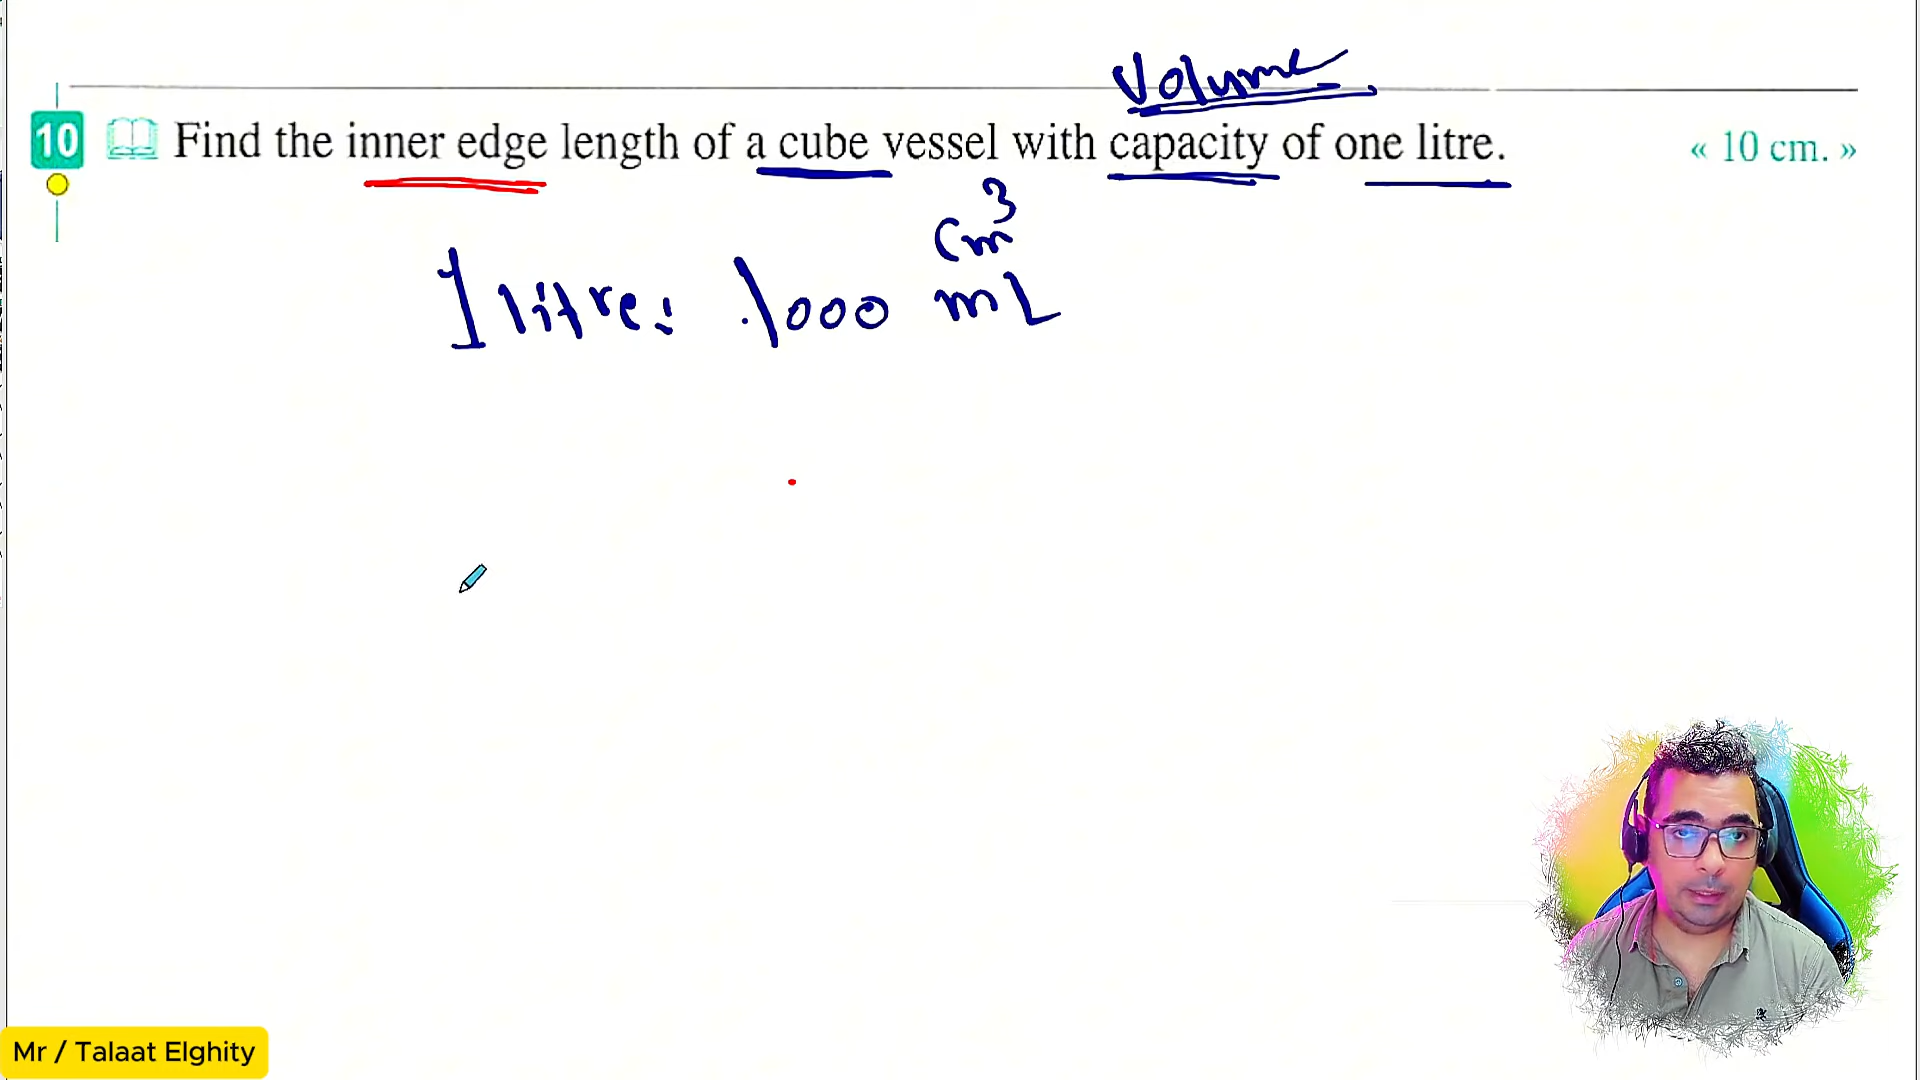 Volume
10 Find the inner edge length of a cube vessel with capacity of one litre. « 10 cm. »
cm³
1 litre: 1000 mL
Mr / Talaat Elghity